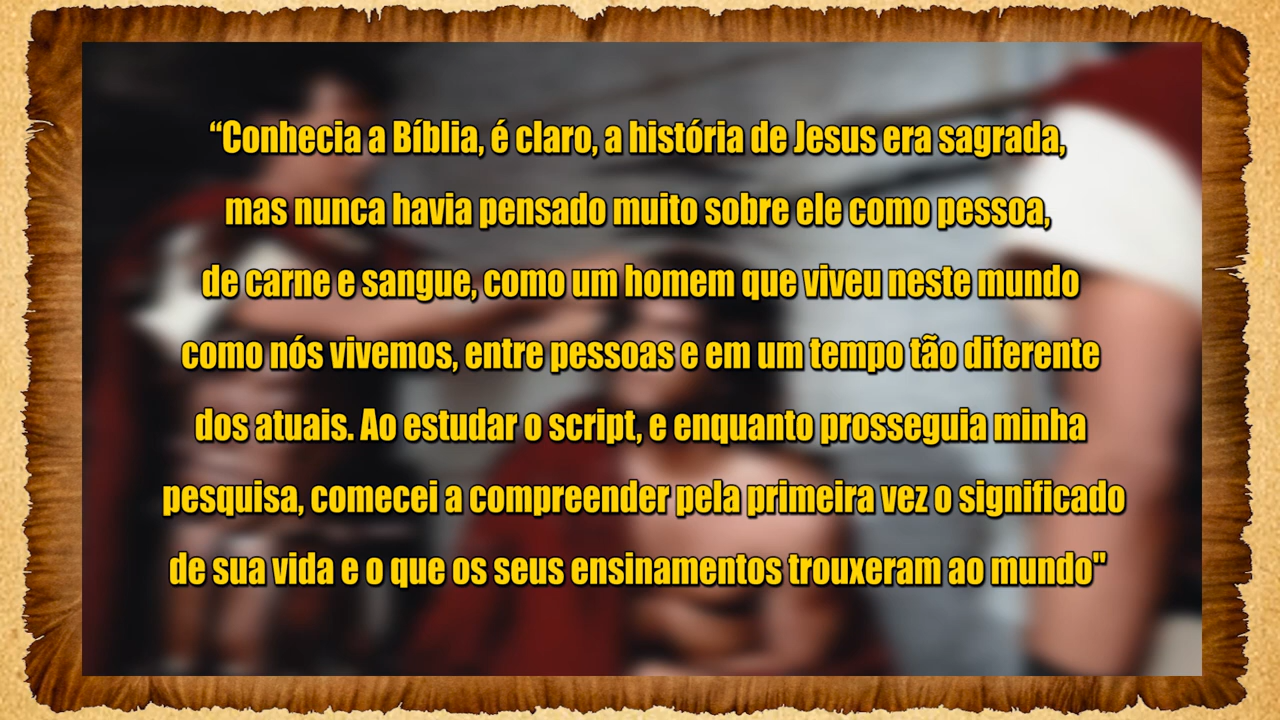 “Conhecia a Bíblia, é claro, a história de Jesus era sagrada,
mas nunca havia pensado muito sobre ele como pessoa,
de carne e sangue, como um homem que viveu neste mundo
como nós vivemos, entre pessoas e em um tempo tão diferente
dos atuais. Ao estudar o script, e enquanto prosseguia minha
pesquisa, comecei a compreender pela primeira vez o significado
de sua vida e o que os seus ensinamentos trouxeram ao mundo"